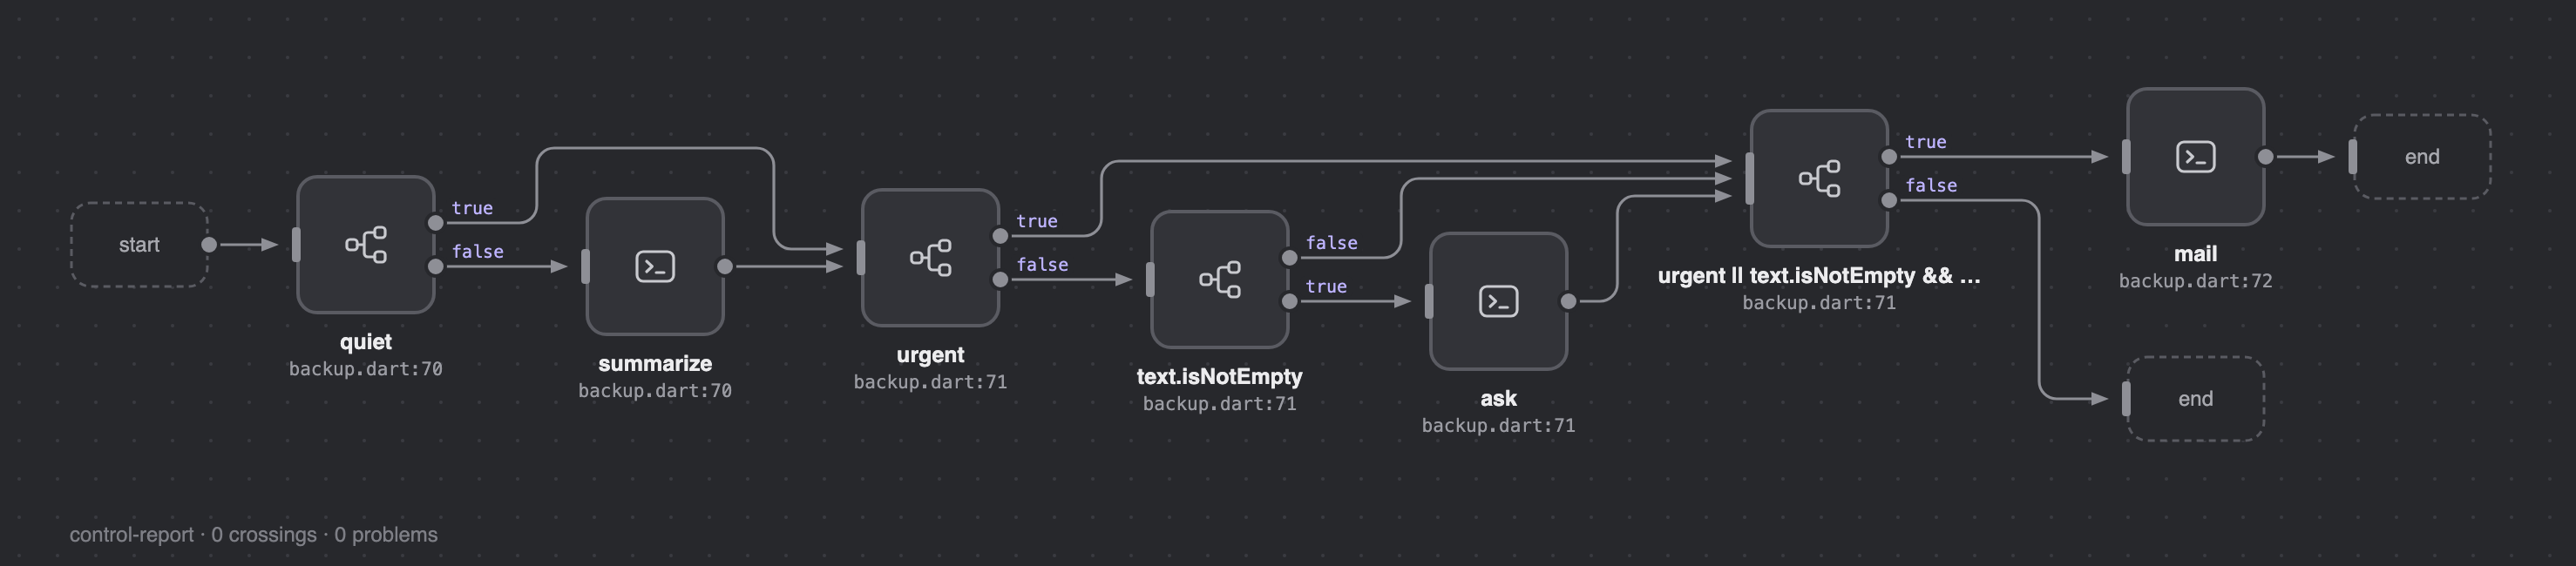 start
true
false
quiet
backup.dart:70
summarize
backup.dart:70
true
false
urgent
backup.dart:71
false
true
text.isNotEmpty
backup.dart:71
ask
backup.dart:71
true
false
urgent || text.isNotEmpty && ...
backup.dart:71
mail
backup.dart:72
end
end
control-report · 0 crossings · 0 problems